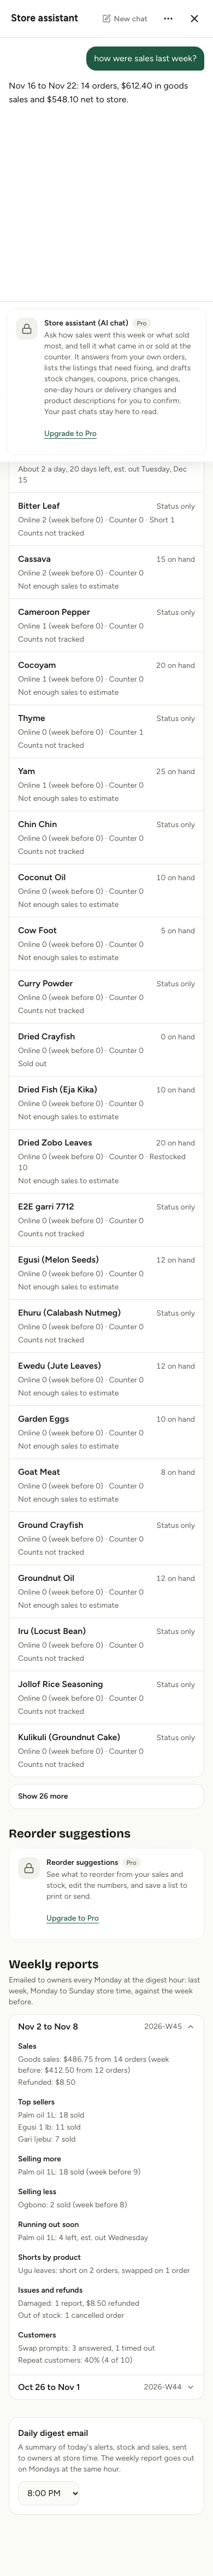 Store assistant
New chat
how were sales last week?
Nov 16 to Nov 22: 14 orders, $612.40 in goods
sales and $548.10 net to store.
Store assistant (AI chat) Pro
Ask how sales went this week or what sold
most, and tell it what came in or sold at the
counter. It answers from your own orders,
lists the listings that need fixing, and drafts
stock changes, coupons, price changes,
one-day hours or delivery changes and
product descriptions for you to confirm.
Your past chats stay here to read.
Upgrade to Pro
About 2 a day, 20 days left, est. out Tuesday, Dec
15
Bitter Leaf Status only
Online 2 (week before 0) · Counter 0 · Short 1
Counts not tracked
Cassava 15 on hand
Online 2 (week before 0) · Counter 0
Not enough sales to estimate
Cameroon Pepper Status only
Online 1 (week before 0) · Counter 0
Counts not tracked
Cocoyam 20 on hand
Online 1 (week before 0) · Counter 0
Not enough sales to estimate
Thyme Status only
Online 0 (week before 0) · Counter 1
Counts not tracked
Yam 25 on hand
Online 1 (week before 0) · Counter 0
Not enough sales to estimate
Chin Chin Status only
Online 0 (week before 0) · Counter 0
Counts not tracked
Coconut Oil 10 on hand
Online 0 (week before 0) · Counter 0
Not enough sales to estimate
Cow Foot 5 on hand
Online 0 (week before 0) · Counter 0
Not enough sales to estimate
Curry Powder Status only
Online 0 (week before 0) · Counter 0
Counts not tracked
Dried Crayfish 0 on hand
Online 0 (week before 0) · Counter 0
Sold out
Dried Fish (Eja Kika) 10 on hand
Online 0 (week before 0) · Counter 0
Not enough sales to estimate
Dried Zobo Leaves 20 on hand
Online 0 (week before 0) · Counter 0 · Restocked
10
Not enough sales to estimate
E2E garri 7712 Status only
Online 0 (week before 0) · Counter 0
Counts not tracked
Egusi (Melon Seeds) 12 on hand
Online 0 (week before 0) · Counter 0
Not enough sales to estimate
Ehuru (Calabash Nutmeg) Status only
Online 0 (week before 0) · Counter 0
Counts not tracked
Ewedu (Jute Leaves) 12 on hand
Online 0 (week before 0) · Counter 0
Not enough sales to estimate
Garden Eggs 10 on hand
Online 0 (week before 0) · Counter 0
Not enough sales to estimate
Goat Meat 8 on hand
Online 0 (week before 0) · Counter 0
Not enough sales to estimate
Ground Crayfish Status only
Online 0 (week before 0) · Counter 0
Counts not tracked
Groundnut Oil 12 on hand
Online 0 (week before 0) · Counter 0
Not enough sales to estimate
Iru (Locust Bean) Status only
Online 0 (week before 0) · Counter 0
Counts not tracked
Jollof Rice Seasoning Status only
Online 0 (week before 0) · Counter 0
Counts not tracked
Kulikuli (Groundnut Cake) Status only
Online 0 (week before 0) · Counter 0
Counts not tracked
Show 26 more
Reorder suggestions
Reorder suggestions Pro
See what to reorder from your sales and
stock, edit the numbers, and save a list to
print or send.
Upgrade to Pro
Weekly reports
Emailed to owners every Monday at the digest hour: last
week, Monday to Sunday store time, against the week
before.
Nov 2 to Nov 8 2026-W45
Sales
Goods sales: $486.75 from 14 orders (week
before: $412.50 from 12 orders)
Refunded: $8.50
Top sellers
Palm oil 1L: 18 sold
Egusi 1 lb: 11 sold
Gari Ijebu: 7 sold
Selling more
Palm oil 1L: 18 sold (week before 9)
Selling less
Ogbono: 2 sold (week before 8)
Running out soon
Palm oil 1L: 4 left, est. out Wednesday
Shorts by product
Ugu leaves: short on 2 orders, swapped on 1 order
Issues and refunds
Damaged: 1 report, $8.50 refunded
Out of stock: 1 cancelled order
Customers
Swap prompts: 3 answered, 1 timed out
Repeat customers: 40% (4 of 10)
Oct 26 to Nov 1 2026-W44
Daily digest email
A summary of today's alerts, stock and sales, sent
to owners at store time. The weekly report goes out
on Mondays at the same hour.
8:00 PM